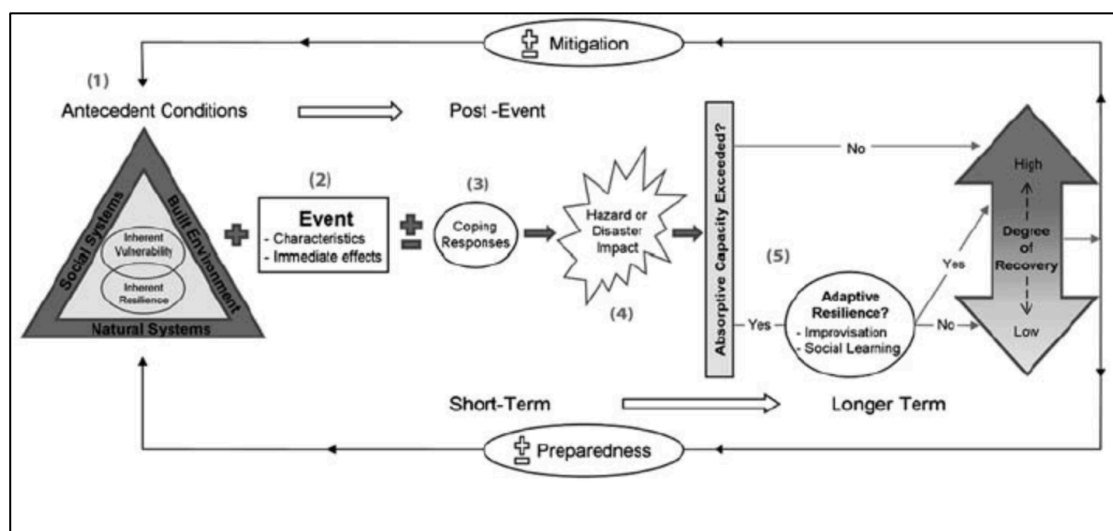 ± Mitigation
(1)
Antecedent Conditions
Post -Event
Social Systems
Built Environment
Natural Systems
Inherent
Vulnerability
Inherent
Resilience
(2)
Event
- Characteristics
- Immediate effects
(3)
Coping
Responses
Hazard or
Disaster
Impact
(4)
Absorptive Capacity Exceeded?
No
Yes
(5)
Adaptive
Resilience?
- Improvisation
- Social Learning
Yes
No
High
Degree of
Recovery
Low
Short-Term
Longer Term
± Preparedness